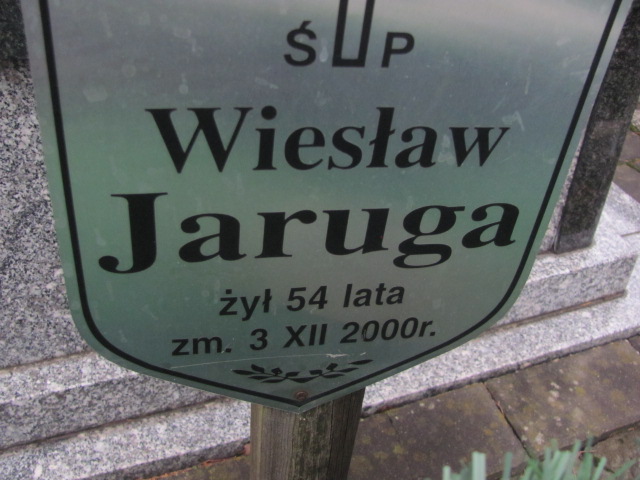 Ś P
Wiesław
Jaruga
żył 54 lata
zm. 3 XII 2000r.